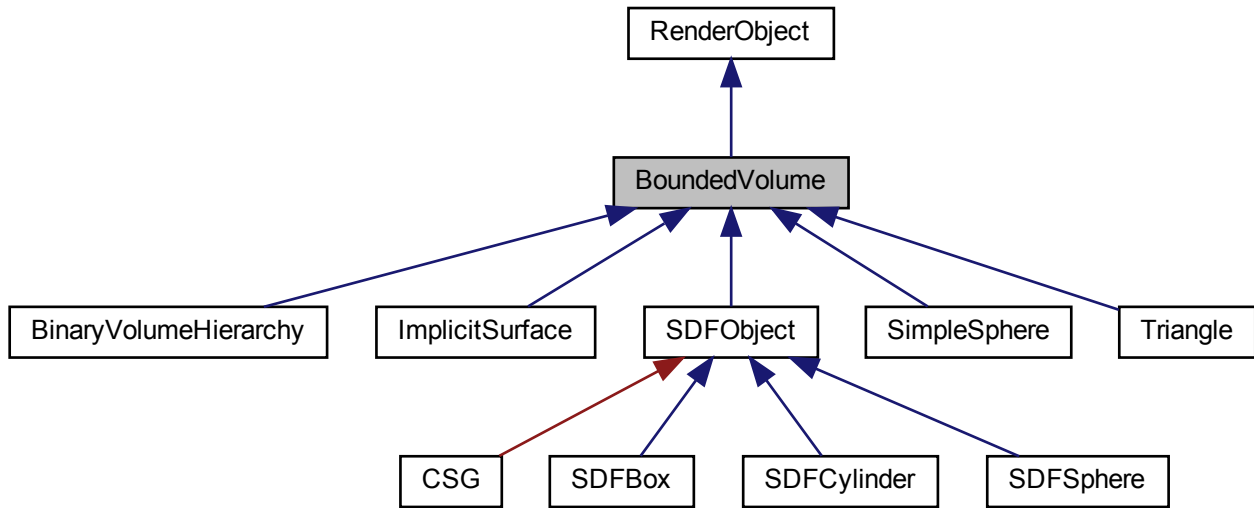 RenderObject
BoundedVolume
BinaryVolumeHierarchy
ImplicitSurface
SDFObject
SimpleSphere
Triangle
CSG
SDFBox
SDFCylinder
SDFSphere